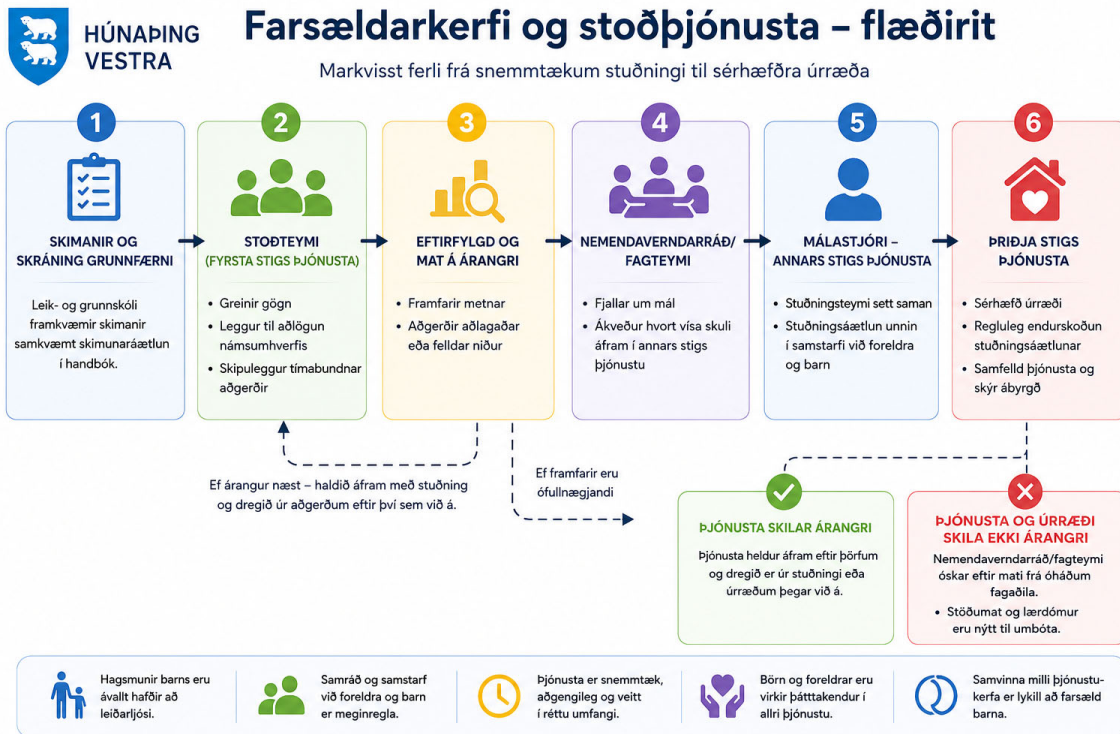 HÚNAÞING
VESTRA
Farsældarkerfi og stoðþjónusta – flæðirit
Markvisst ferli frá snemmtækum stuðningi til sérhæfðra úrræða
1
SKIMANIR OG
SKRÁNING GRUNNFÆRNI
Leik- og grunnskóli
framkvæmir skimanir
samkvæmt skimunaráætlun
í handbók.
2
STOÐTEYMI
(FYRSTA STIGS ÞJÓNUSTA)
• Greinir gögn
• Leggur til aðlögun
námsumhverfis
• Skipuleggur tímabundnar
aðgerðir
3
EFTIRFYLGD OG
MAT Á ÁRANGRI
• Framfarir metnar
• Aðgerðir aðlagaðar
eða felldar niður
4
NEMENDAVERNDARRÁÐ/
FAGTEYMI
• Fjallar um mál
• Ákveður hvort vísa skuli
áfram í annars stigs
þjónustu
5
MÁLASTJÓRI –
ANNARS STIGS ÞJÓNUSTA
• Stuðningsteymi sett saman
• Stuðningsáætlun unnin
í samstarfi við foreldra
og barn
6
ÞRIÐJA STIGS
ÞJÓNUSTA
• Sérhæfð úrræði
• Regluleg endurskoðun
stuðningsáætlunar
• Samfelld þjónusta og
skýr ábyrgð
Ef árangur næst – haldið áfram með stuðning
og dregið úr aðgerðum eftir því sem við á.
Ef framfarir eru
ófullnægjandi
ÞJÓNUSTA SKILAR ÁRANGRI
Þjónusta heldur áfram eftir þörfum
og dregið er úr stuðningi eða
úrræðum þegar við á.
ÞJÓNUSTA OG ÚRRÆÐI
SKILA EKKI ÁRANGRI
Nemendaverndarráð/fagteymi
óskar eftir mati frá óháðum
fagaðila.
• Stöðumat og lærdómur
eru nýtt til umbóta.
Hagsmunir barns eru
ávallt hafðir að
leiðarljósi.
Samráð og samstarf
við foreldra og barn
er meginregla.
Þjónusta er snemmtæk,
aðgengileg og veitt
í réttu umfangi.
Börn og foreldrar eru
virkir þátttakendur í
allri þjónustu.
Samvinna milli þjónustu-
kerfa er lykill að farsæld
barna.